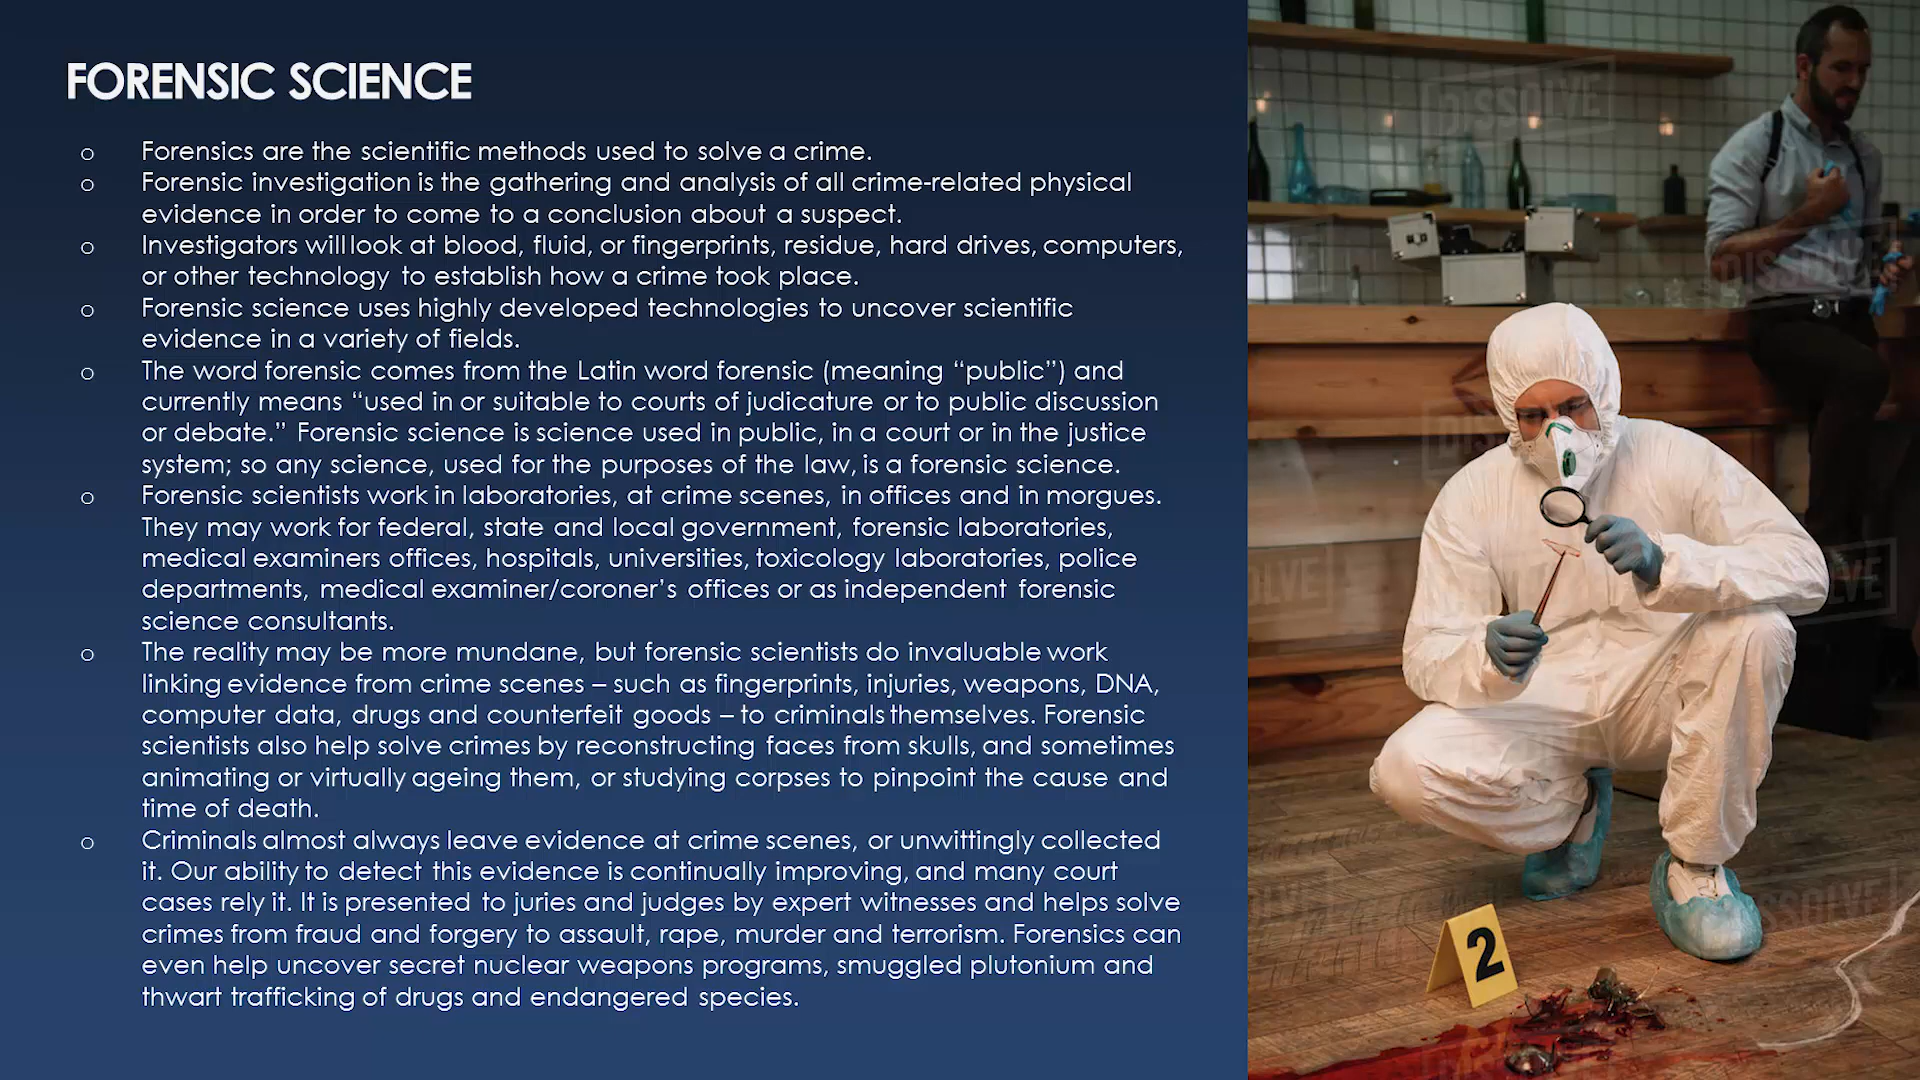 FORENSIC SCIENCE
o Forensics are the scientific methods used to solve a crime.
o Forensic investigation is the gathering and analysis of all crime-related physical
evidence in order to come to a conclusion about a suspect.
o Investigators will look at blood, fluid, or fingerprints, residue, hard drives, computers,
or other technology to establish how a crime took place.
o Forensic science uses highly developed technologies to uncover scientific
evidence in a variety of fields.
o The word forensic comes from the Latin word forensic (meaning “public”) and
currently means “used in or suitable to courts of judicature or to public discussion
or debate.” Forensic science is science used in public, in a court or in the justice
system; so any science, used for the purposes of the law, is a forensic science.
o Forensic scientists work in laboratories, at crime scenes, in offices and in morgues.
They may work for federal, state and local government, forensic laboratories,
medical examiners offices, hospitals, universities, toxicology laboratories, police
departments, medical examiner/coroner’s offices or as independent forensic
science consultants.
o The reality may be more mundane, but forensic scientists do invaluable work
linking evidence from crime scenes – such as fingerprints, injuries, weapons, DNA,
computer data, drugs and counterfeit goods – to criminals themselves. Forensic
scientists also help solve crimes by reconstructing faces from skulls, and sometimes
animating or virtually ageing them, or studying corpses to pinpoint the cause and
time of death.
o Criminals almost always leave evidence at crime scenes, or unwittingly collected
it. Our ability to detect this evidence is continually improving, and many court
cases rely it. It is presented to juries and judges by expert witnesses and helps solve
crimes from fraud and forgery to assault, rape, murder and terrorism. Forensics can
even help uncover secret nuclear weapons programs, smuggled plutonium and
thwart trafficking of drugs and endangered species.
DISSOLVE
DISSOLVE
2